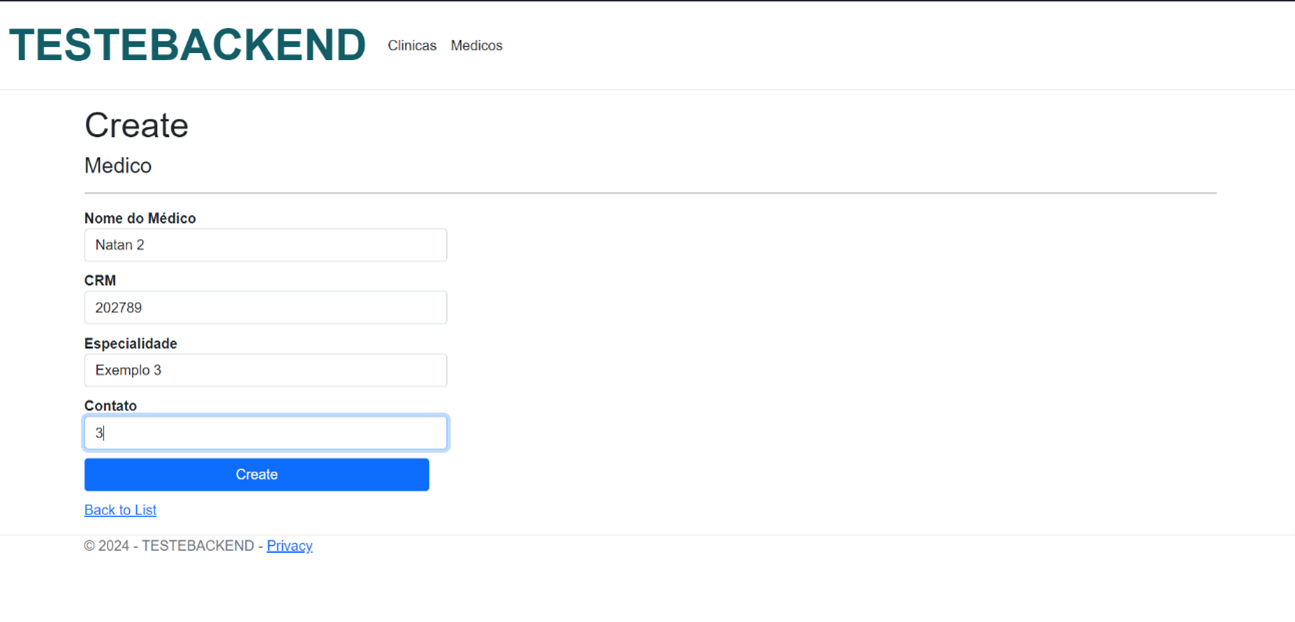 TESTEBACKEND Clinicas Medicos
Create
Medico
Nome do Médico
Natan 2
CRM
202789
Especialidade
Exemplo 3
Contato
3
Create
Back to List
© 2024 - TESTEBACKEND - Privacy